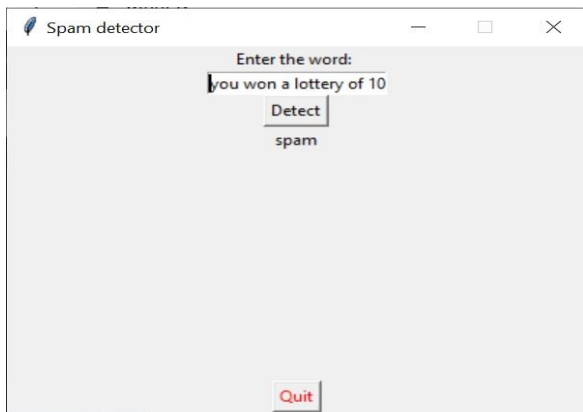 Spam detector
Enter the word:
you won a lottery of 10
Detect
spam
Quit